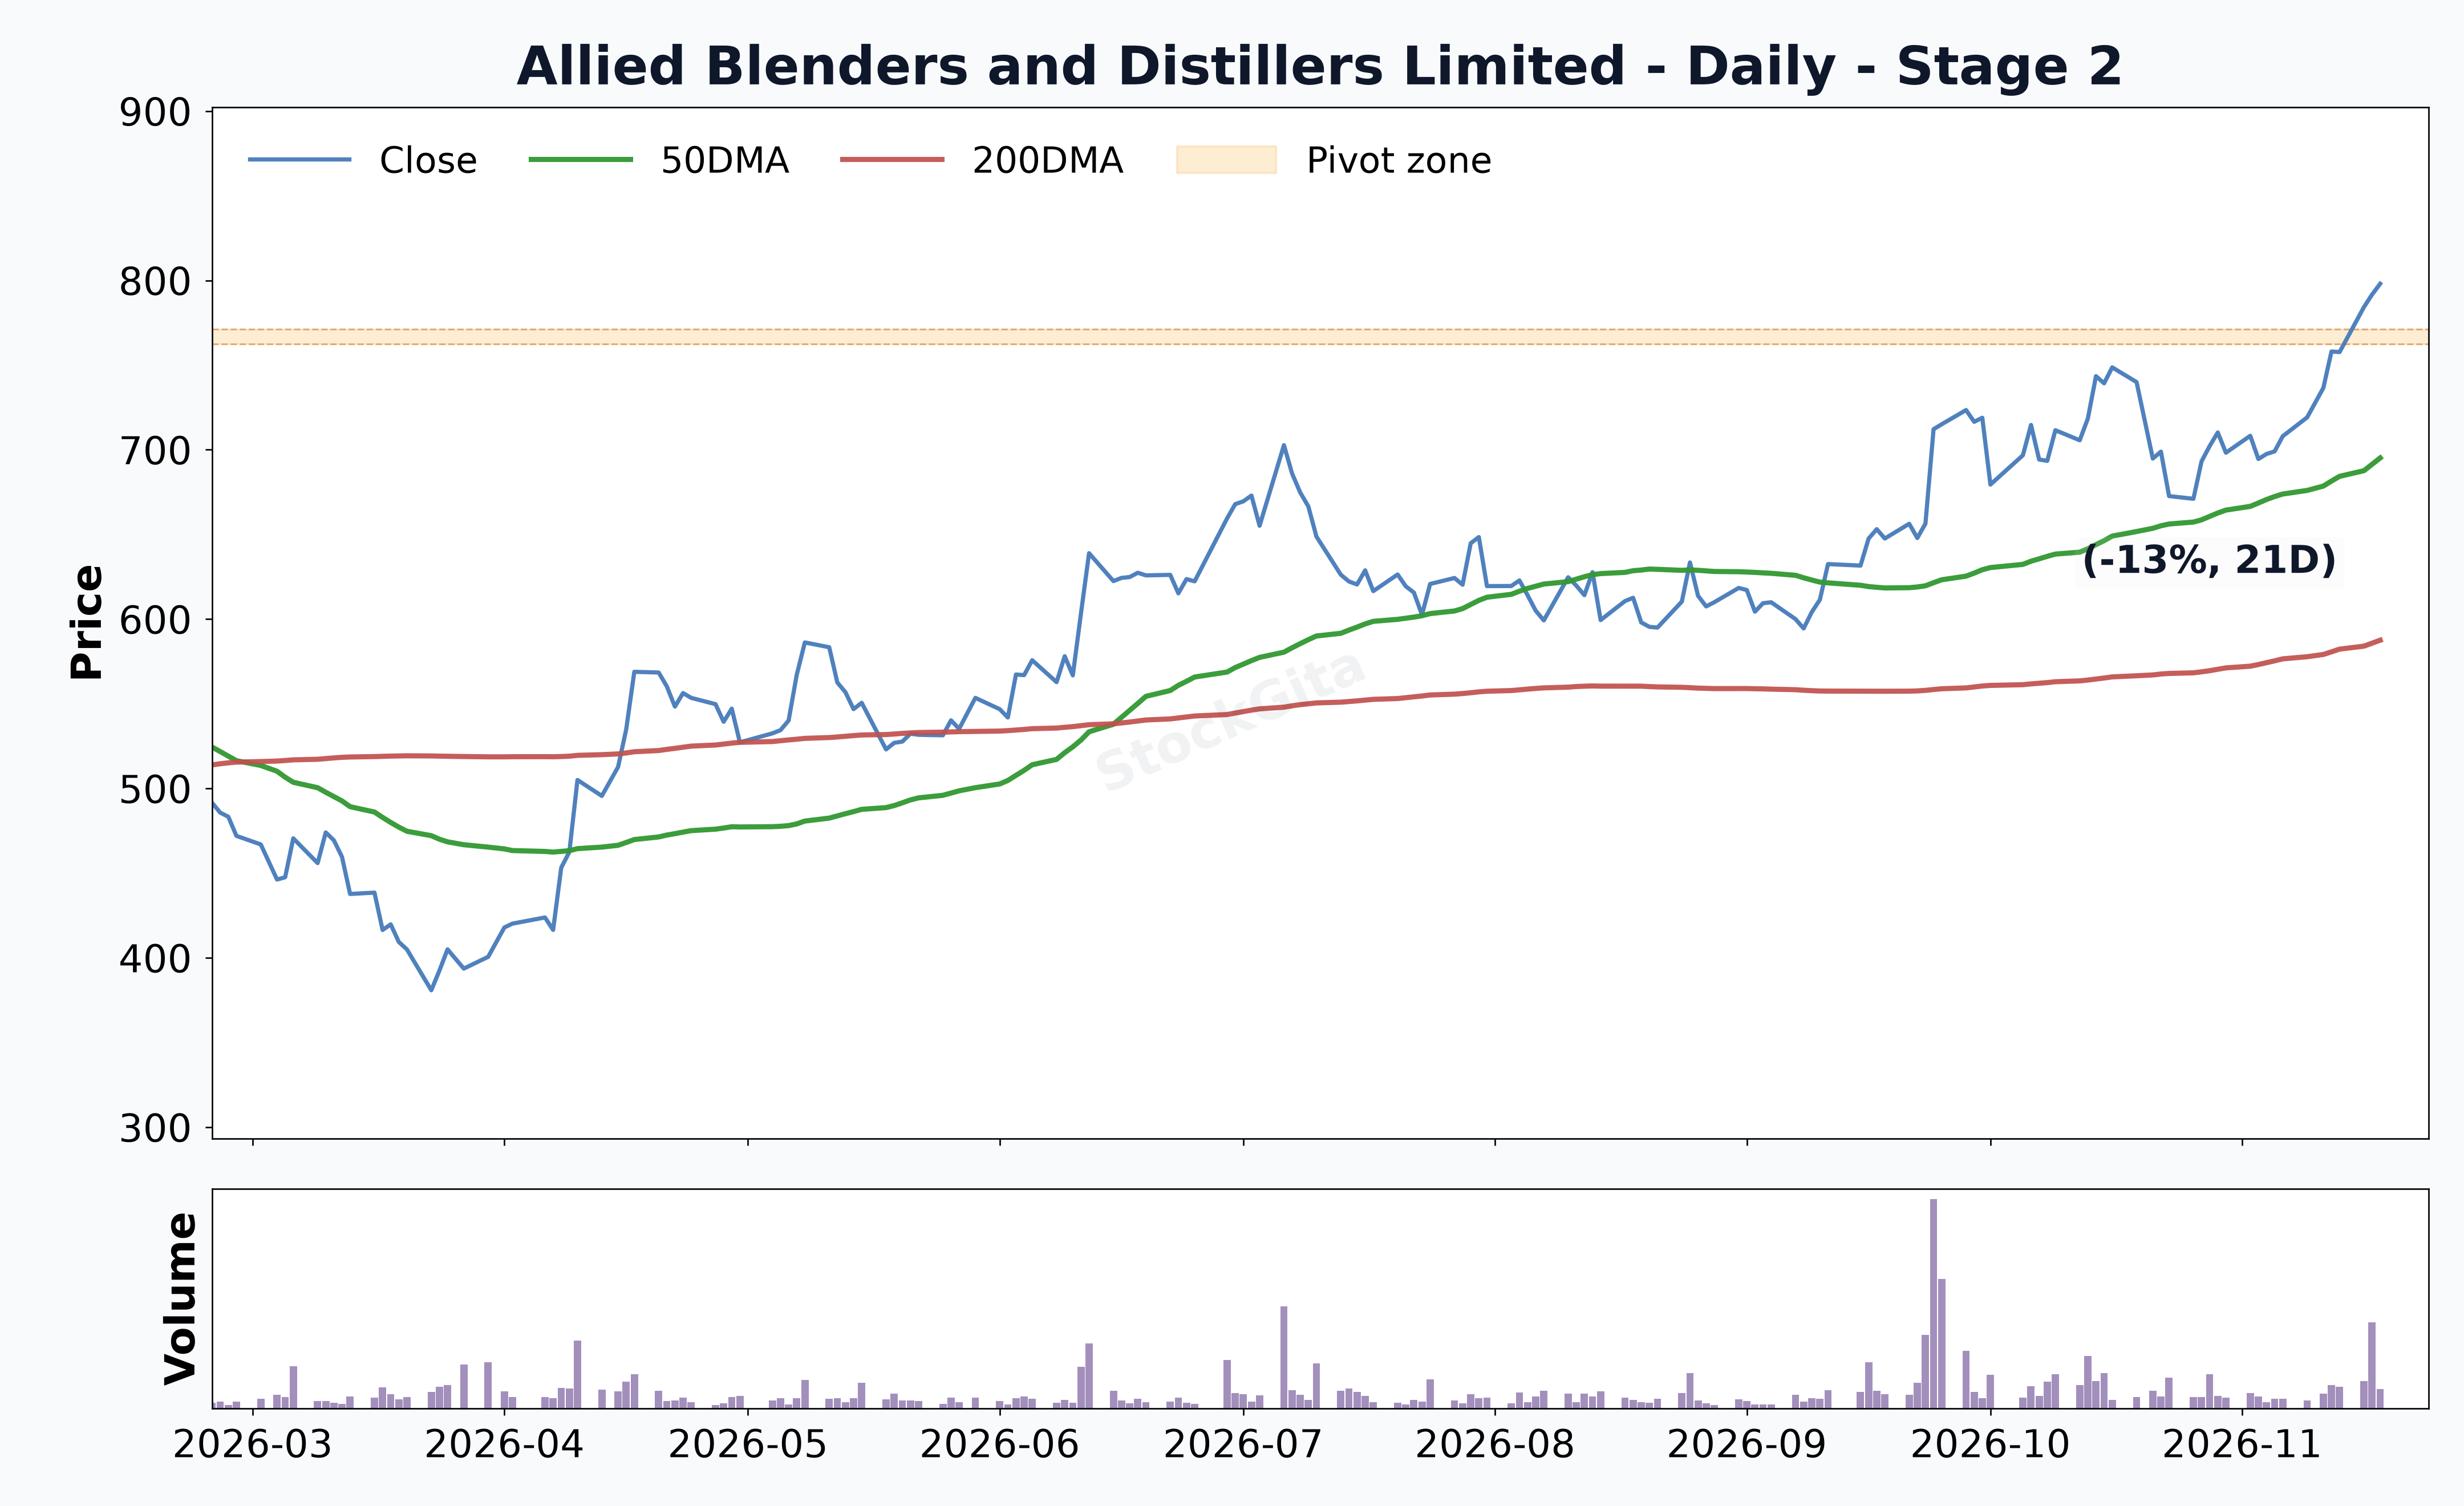 Allied Blenders and Distillers Limited - Daily - Stage 2
Close 50DMA 200DMA Pivot zone
900
800
700
600
500
400
300
Price
(-13%, 21D)
StockGita
Volume
2026-03 2026-04 2026-05 2026-06 2026-07 2026-08 2026-09 2026-10 2026-11